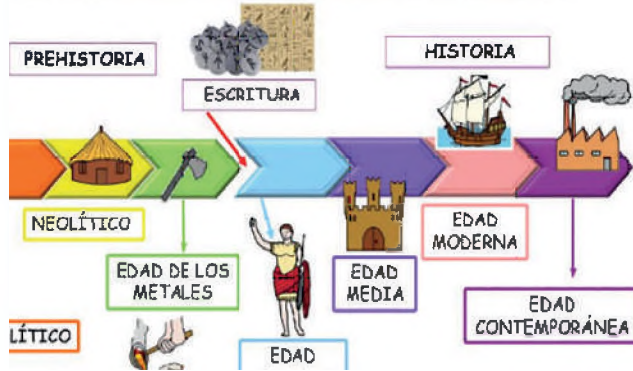 PREHISTORIA
HISTORIA
ESCRITURA
NEOLÍTICO
EDAD
MODERNA
EDAD DE LOS
METALES
EDAD
MEDIA
EDAD
CONTEMPORÁNEA
LÍTICO
EDAD